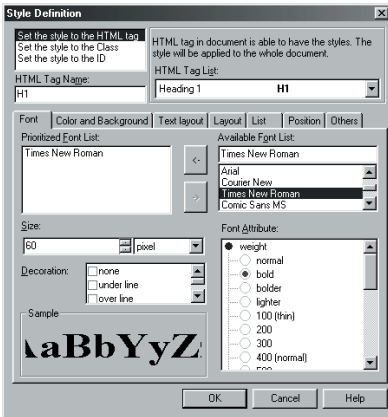 Style Definition
Set the style to the HTML tag
Set the style to the Class
Set the style to the ID
HTML tag in document is able to have the styles. The
style will be applied to the whole document.
HTML Tag Name:
H1
HTML Tag List:
Heading 1 H1
Font Color and Background Text layout Layout List Position Others
Prioritized Font List:
Times New Roman
<-
->
Available Font List:
Times New Roman
Arial
Courier New
Times New Roman
Comic Sans MS
Size:
60 pixel
Decoration:
none
under line
over line
Font Attribute:
weight
normal
bold
bolder
lighter
100 (thin)
200
300
400 (normal)
Sample
aBbYyZ
OK Cancel Help